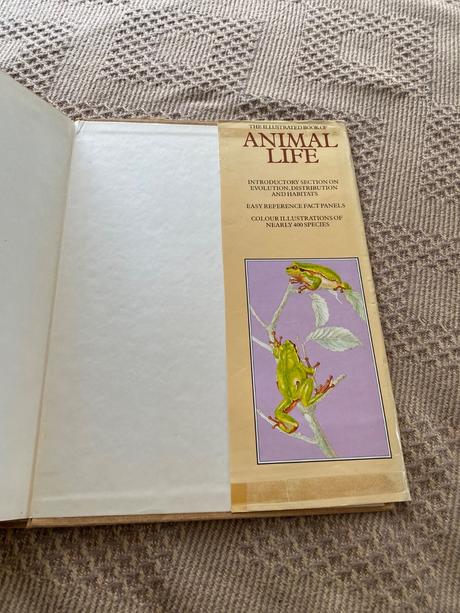 THE ILLUSTRATED BOOK OF
ANIMAL
LIFE
INTRODUCTORY SECTION ON
EVOLUTION, DISTRIBUTION
AND HABITATS
EASY REFERENCE FACT PANELS
COLOUR ILLUSTRATIONS OF
NEARLY 400 SPECIES